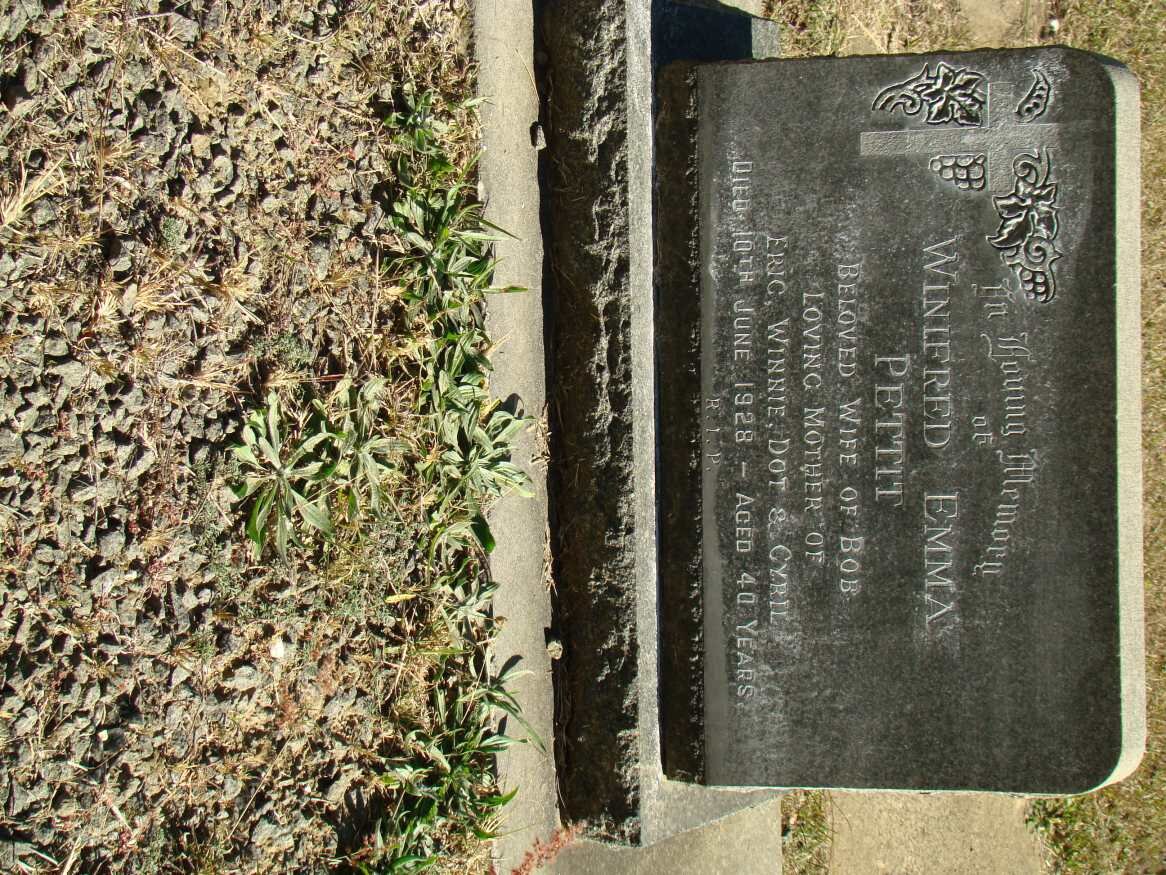 In Loving Memory
of
WINIFRED EMMA
PETTIT
BELOVED WIFE OF BOB
LOVING MOTHER OF
ERIC, WINNIE, DOT & CYRIL
DIED 10TH JUNE 1928 - AGED 40 YEARS
R.I.P.